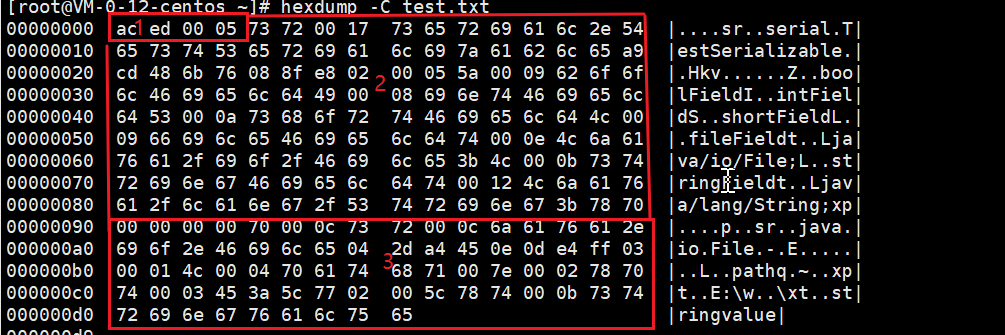 [root@VM-0-12-centos ~]# hexdump -C test.txt
00000000 ac ed 00 05 73 72 00 17 73 65 72 69 61 6c 2e 54 |....sr..serial.T|
00000010 65 73 74 53 65 72 69 61 6c 69 7a 61 62 6c 65 a9 |estSerializable.|
00000020 cd 48 6b 76 08 8f e8 02 00 05 5a 00 09 62 6f 6f |.Hkv......Z..boo|
00000030 6c 46 69 65 6c 64 49 00 08 69 6e 74 46 69 65 6c |lFieldI..intFiel|
00000040 64 53 00 0a 73 68 6f 72 74 46 69 65 6c 64 4c 00 |dS..shortFieldL.|
00000050 09 66 69 6c 65 46 69 65 6c 64 74 00 0e 4c 6a 61 |.fileFieldt..Lja|
00000060 76 61 2f 69 6f 2f 46 69 6c 65 3b 4c 00 0b 73 74 |va/io/File;L..st|
00000070 72 69 6e 67 46 69 65 6c 64 74 00 12 4c 6a 61 76 |ringFieldt..Ljav|
00000080 61 2f 6c 61 6e 67 2f 53 74 72 69 6e 67 3b 78 70 |a/lang/String;xp|
00000090 00 00 00 00 00 70 00 0c 73 72 00 0c 6a 61 76 61 2e |.....p..sr..java.|
000000a0 69 6f 2e 46 69 6c 65 04 2d a4 45 0e 0d e4 ff 03 |io.File.-.E.....|
000000b0 00 01 4c 00 04 70 61 74 68 71 00 7e 00 02 78 70 |..L..pathq.~..xp|
000000c0 74 00 03 45 3a 5c 77 02 00 5c 78 74 00 0b 73 74 |t..E:\w..\xt..st|
000000d0 72 69 6e 67 76 61 6c 75 65 |ringvalue|
1
2
3